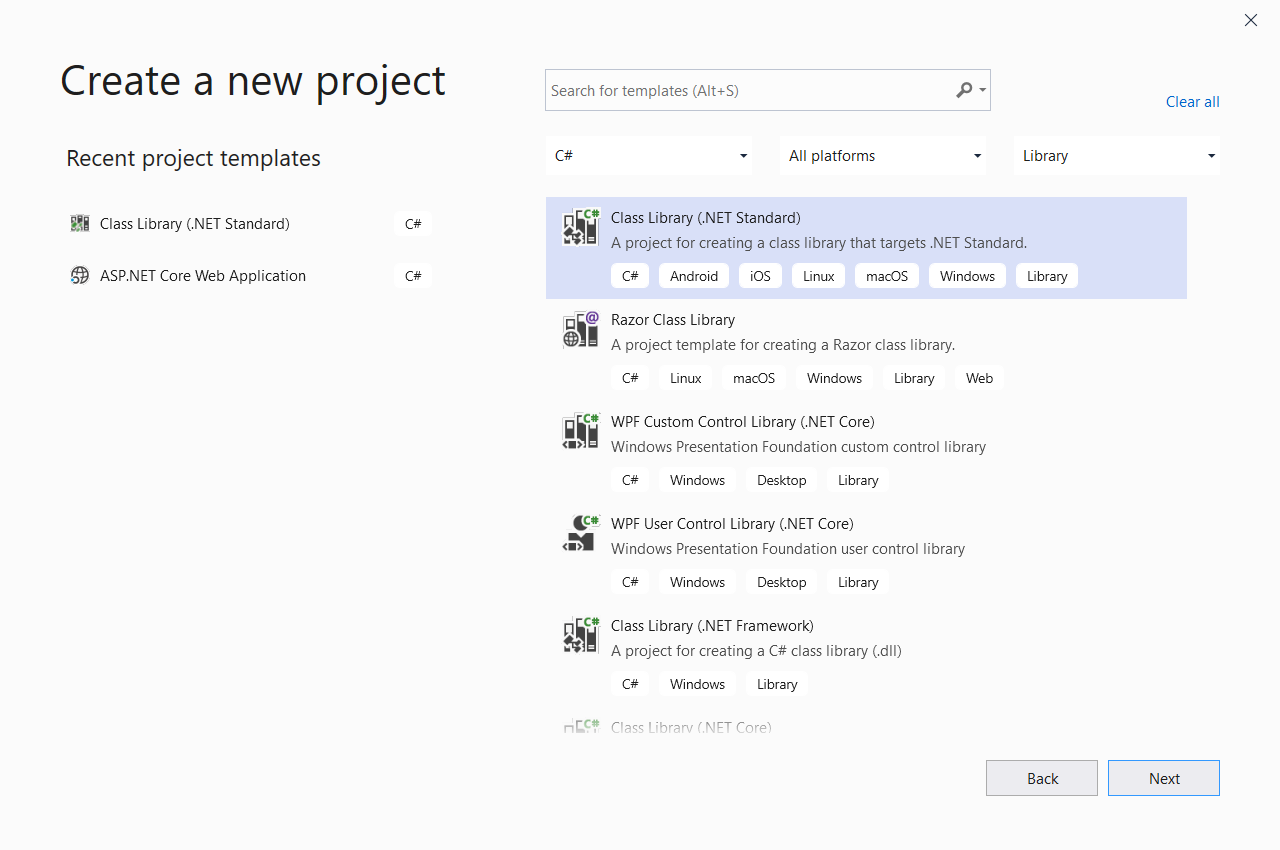 Create a new project
Search for templates (Alt+S)
Clear all
Recent project templates
C#
All platforms
Library
Class Library (.NET Standard)
C#
ASP.NET Core Web Application
C#
Class Library (.NET Standard)
A project for creating a class library that targets .NET Standard.
C# Android iOS Linux macOS Windows Library
Razor Class Library
A project template for creating a Razor class library.
C# Linux macOS Windows Library Web
WPF Custom Control Library (.NET Core)
Windows Presentation Foundation custom control library
C# Windows Desktop Library
WPF User Control Library (.NET Core)
Windows Presentation Foundation user control library
C# Windows Desktop Library
Class Library (.NET Framework)
A project for creating a C# class library (.dll)
C# Windows Library
Class Library (.NET Core)
Back
Next